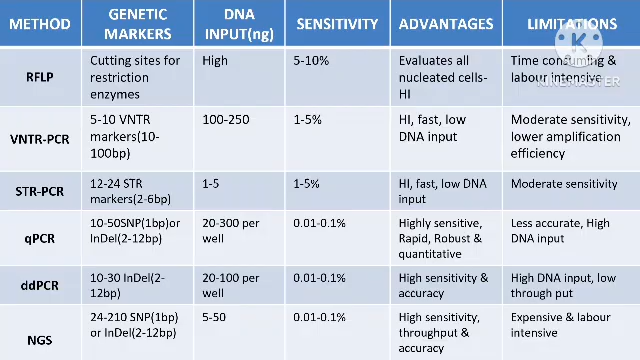 METHOD GENETIC MARKERS DNA INPUT(ng) SENSITIVITY ADVANTAGES LIMITATIONS
RFLP
Cutting sites for
restriction
enzymes
High
5-10%
Evaluates all
nucleated cells-
HI
Time consuming &
labour intensive
VNTR-PCR
5-10 VNTR
markers(10-
100bp)
100-250
1-5%
HI, fast, low
DNA input
Moderate sensitivity,
lower amplification
efficiency
STR-PCR
12-24 STR
markers(2-6bp)
1-5
1-5%
HI, fast, low DNA
input
Moderate sensitivity
qPCR
10-50SNP(1bp)or
InDel(2-12bp)
20-300 per
well
0.01-0.1%
Highly sensitive,
Rapid, Robust &
quantitative
Less accurate, High
DNA input
ddPCR
10-30 InDel(2-
12bp)
20-100 per
well
0.01-0.1%
High sensitivity &
accuracy
High DNA input, low
through put
NGS
24-210 SNP(1bp)
or InDel(2-12bp)
5-50
0.01-0.1%
High sensitivity,
throughput &
accuracy
Expensive & labour
intensive
K
KINEMASTER